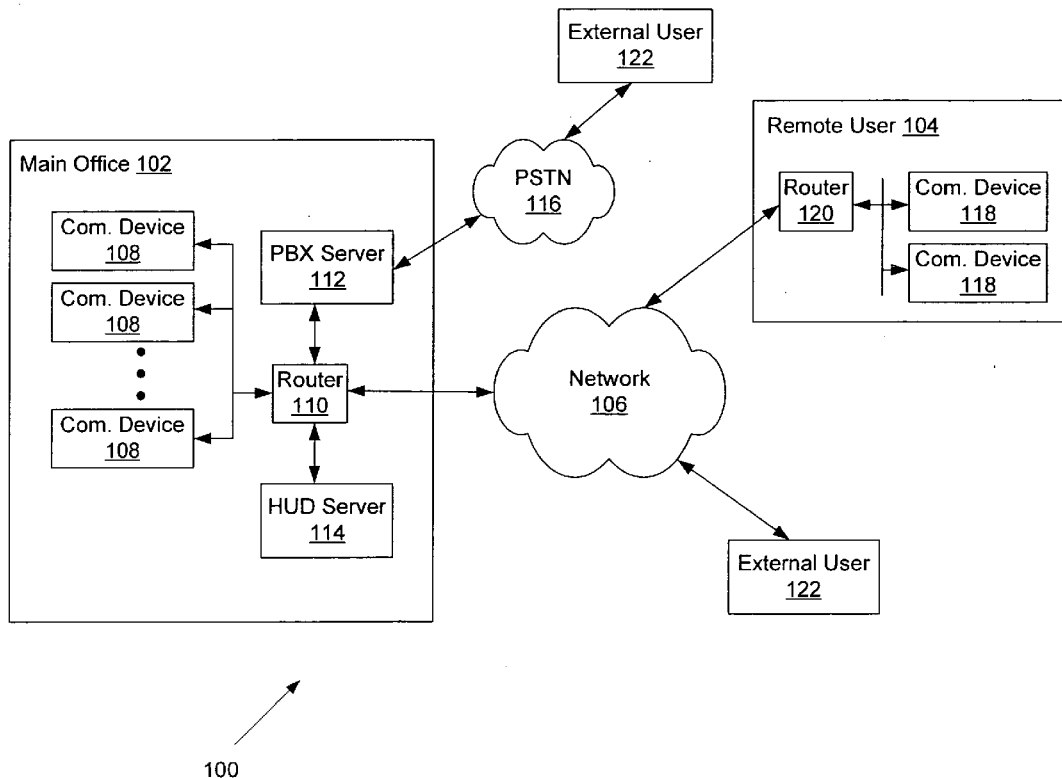 External User
122
Main Office 102
Com. Device
108
Com. Device
108
Com. Device
108
PBX Server
112
Router
110
HUD Server
114
PSTN
116
Network
106
Remote User 104
Router
120
Com. Device
118
Com. Device
118
External User
122
100